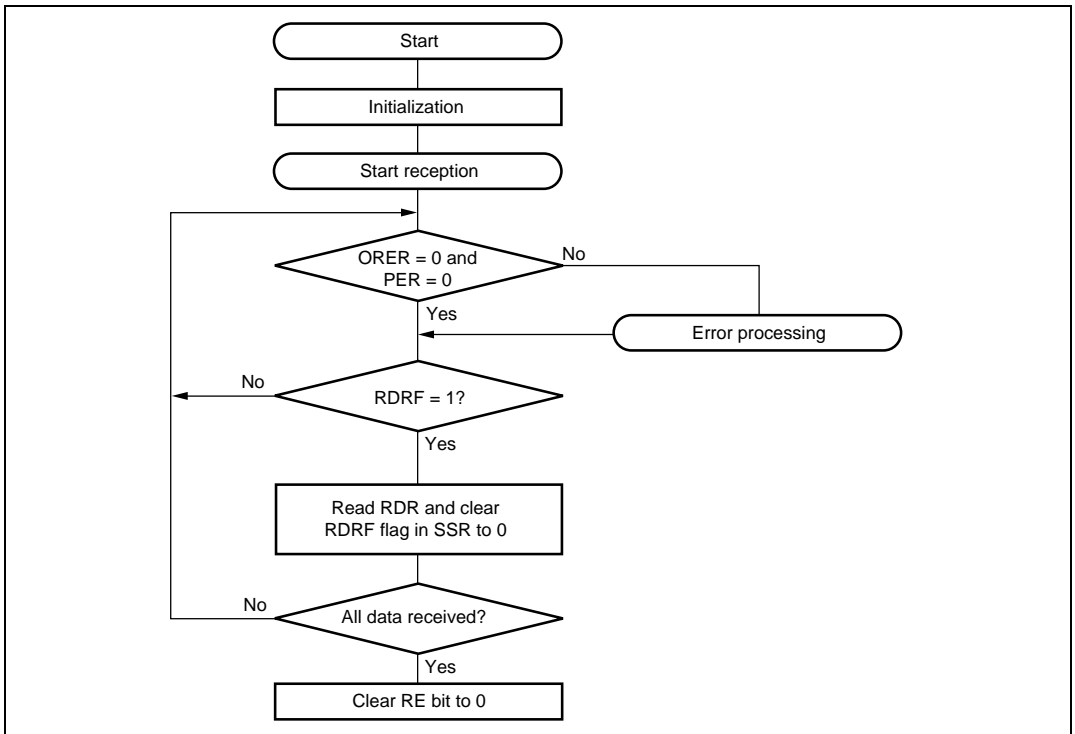 Start
Initialization
Start reception
ORER = 0 and
PER = 0
No
Yes
Error processing
No
RDRF = 1?
Yes
Read RDR and clear
RDRF flag in SSR to 0
No
All data received?
Yes
Clear RE bit to 0